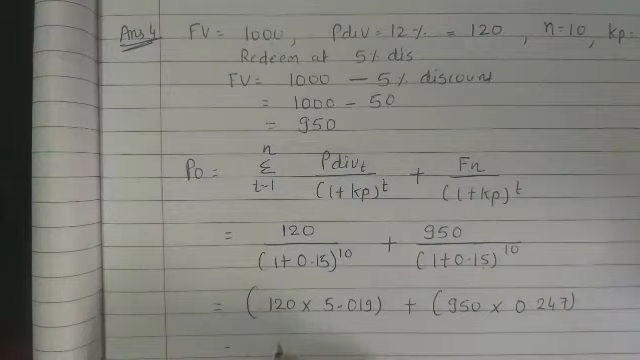 Ans 4 FV = 1000, Pdiv = 12% = 120, n=10, kp=
Redeem at 5% dis
FV = 1000 - 5% discount
= 1000 - 50
= 950
P0 = n Σ t=1 Pdivt / (1+kp)^t + Fn / (1+kp)^t
= 120 / (1+0.15)^10 + 950 / (1+0.15)^10
= (120 x 5.019) + (950 x 0.247)
=